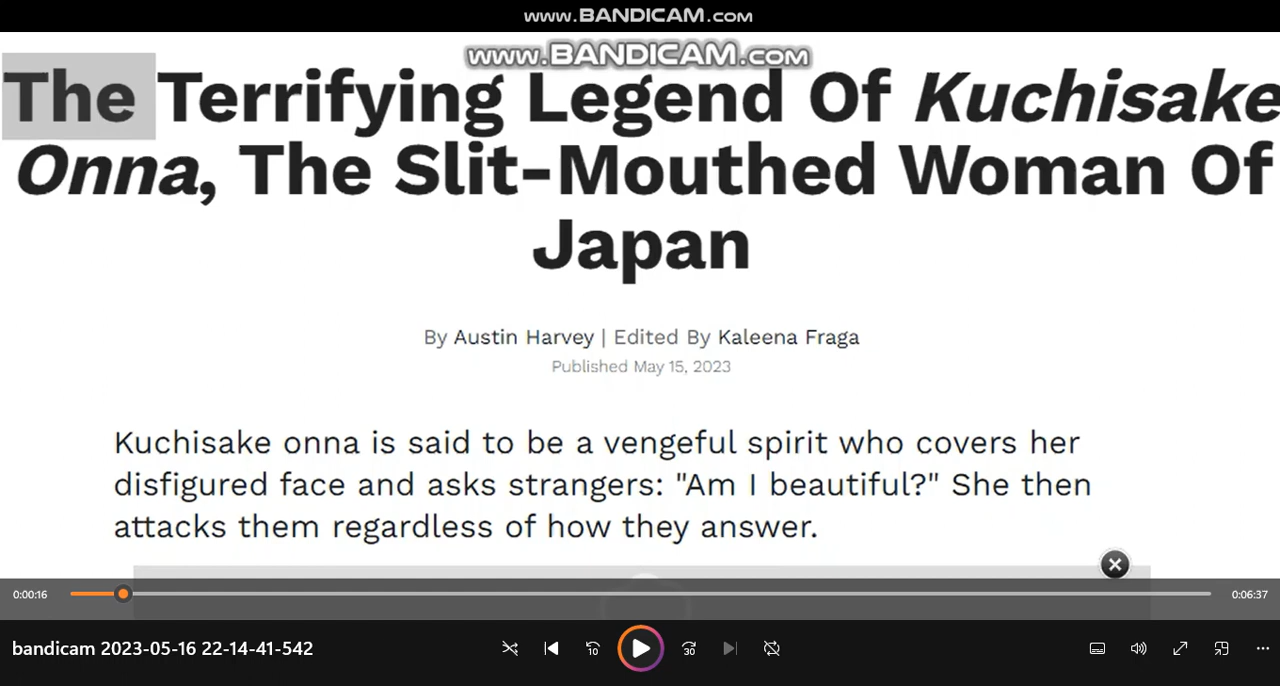 www.BANDICAM.com
www.BANDICAM.com
The Terrifying Legend Of Kuchisake
Onna, The Slit-Mouthed Woman Of
Japan
By Austin Harvey | Edited By Kaleena Fraga
Published May 15, 2023
Kuchisake onna is said to be a vengeful spirit who covers her
disfigured face and asks strangers: "Am I beautiful?" She then
attacks them regardless of how they answer.
0:00:16
0:06:37
bandicam 2023-05-16 22-14-41-542
10
30